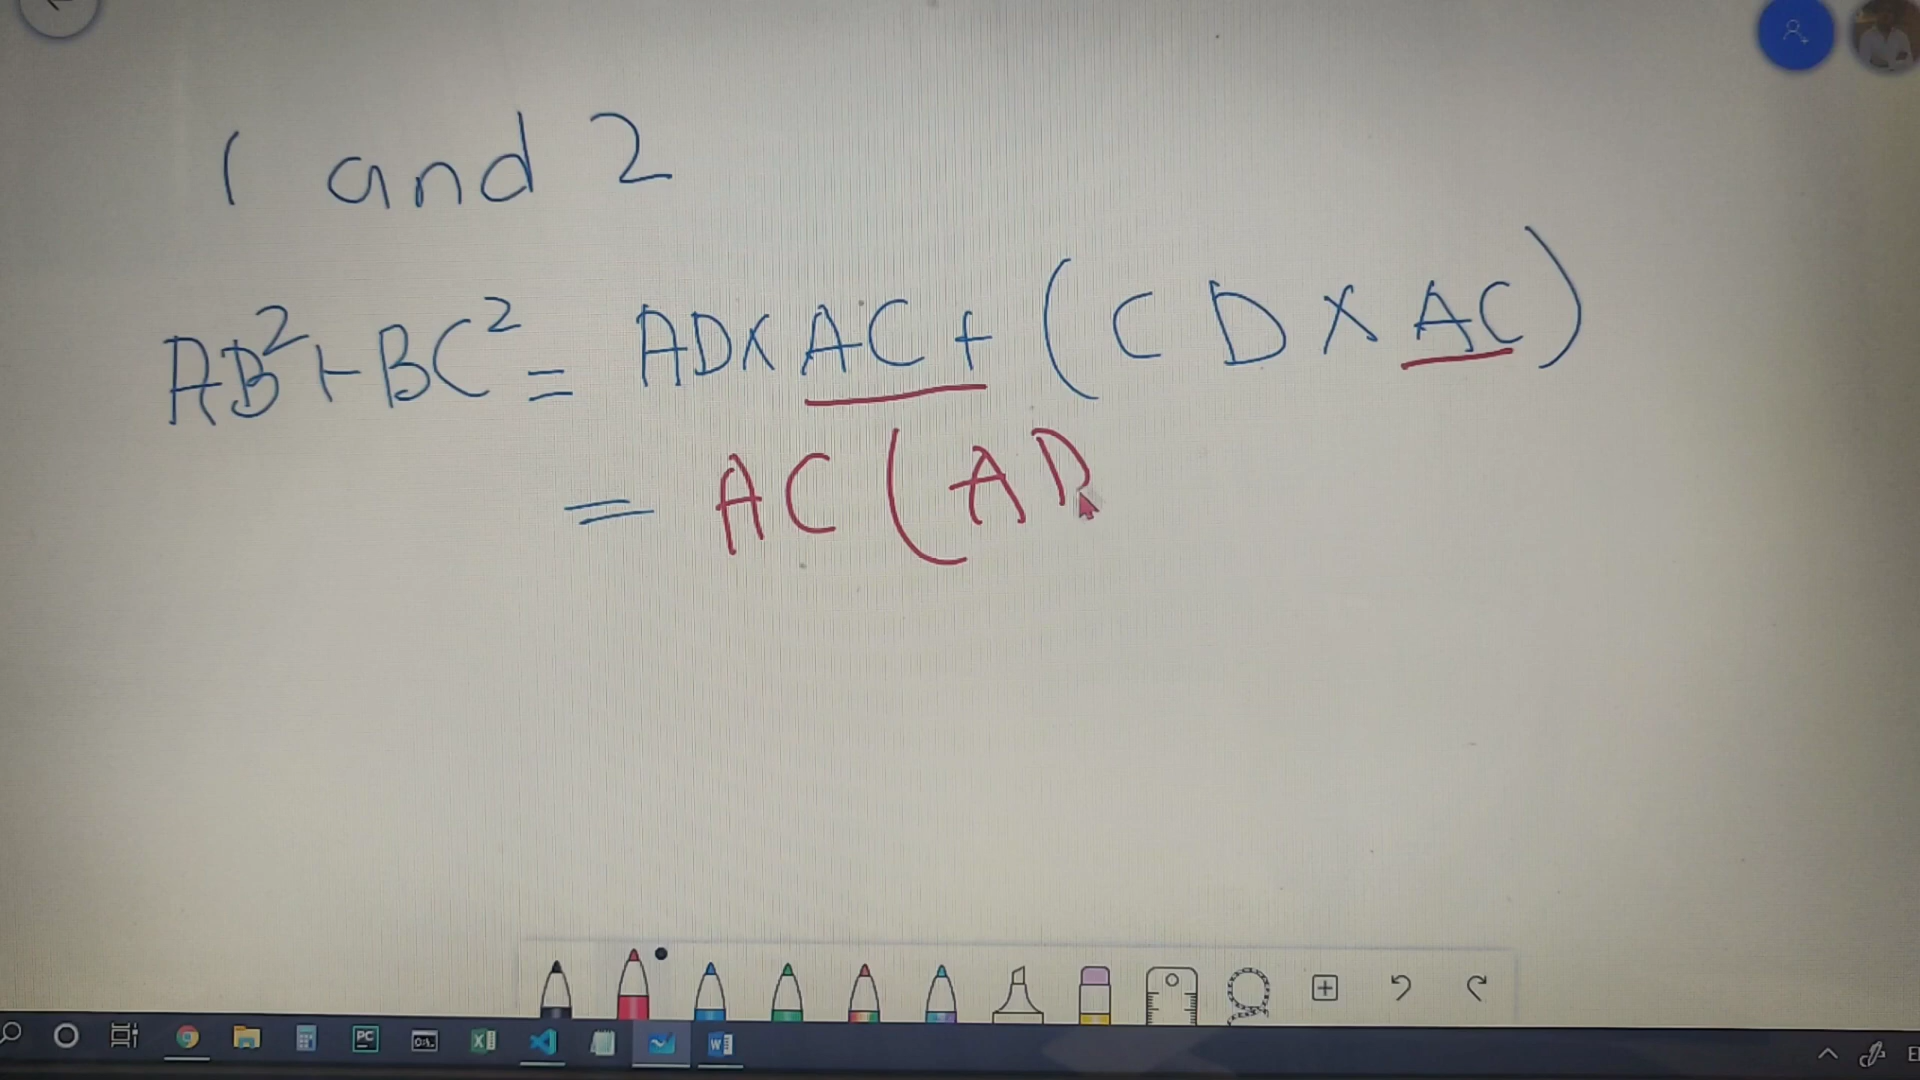 1 and 2
AB²+BC² = AD×AC+ (CD×AC)
= AC (AD